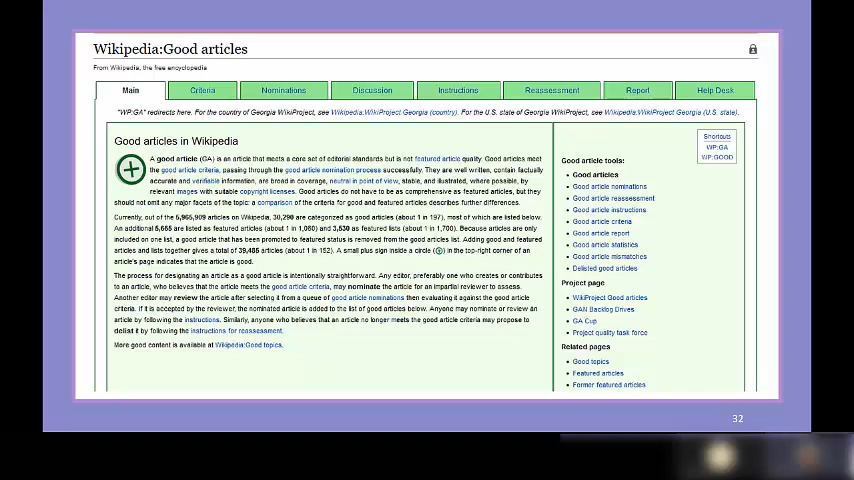 Wikipedia:Good articles
From Wikipedia, the free encyclopedia
Main Criteria Nominations Discussion Instructions Reassessment Report Help Desk
"WP:GA" redirects here. For the country of Georgia WikiProject, see Wikipedia:WikiProject Georgia (country). For the U.S. state of Georgia WikiProject, see Wikipedia:WikiProject Georgia (U.S. state).
Good articles in Wikipedia
A good article (GA) is an article that meets a core set of editorial standards but is not featured article quality. Good articles meet
the good article criteria, passing through the good article nomination process successfully. They are well written, contain factually
accurate and verifiable information, are broad in coverage, neutral in point of view, stable, and illustrated, where possible, by
relevant images with suitable copyright licenses. Good articles do not have to be as comprehensive as featured articles, but they
should not omit any major facets of the topic: a comparison of the criteria for good and featured articles describes further differences.
Currently, out of the 5,965,909 articles on Wikipedia, 30,290 are categorized as good articles (about 1 in 197), most of which are listed below.
An additional 5,665 are listed as featured articles (about 1 in 1,060) and 3,530 as featured lists (about 1 in 1,700). Because articles are only
included on one list, a good article that has been promoted to featured status is removed from the good articles list. Adding good and featured
articles and lists together gives a total of 39,485 articles (about 1 in 152). A small plus sign inside a circle () in the top-right corner of an
article's page indicates that the article is good.
The process for designating an article as a good article is intentionally straightforward. Any editor, preferably one who creates or contributes
to an article, who believes that the article meets the good article criteria, may nominate the article for an impartial reviewer to assess.
Another editor may review the article after selecting it from a queue of good article nominations then evaluating it against the good article
criteria. If it is accepted by the reviewer, the nominated article is added to the list of good articles below. Anyone may nominate or review an
article by following the instructions. Similarly, anyone who believes that an article no longer meets the good article criteria may propose to
delist it by following the instructions for reassessment.
More good content is available at Wikipedia:Good topics.
Shortcuts
WP:GA
WP:GOOD
Good article tools:
Good articles
Good article nominations
Good article reassessment
Good article instructions
Good article criteria
Good article report
Good article statistics
Good article mismatches
Delisted good articles
Project page
WikiProject Good articles
GAN Backlog Drives
GA Cup
Project quality task force
Related pages
Good topics
Featured articles
Former featured articles
32